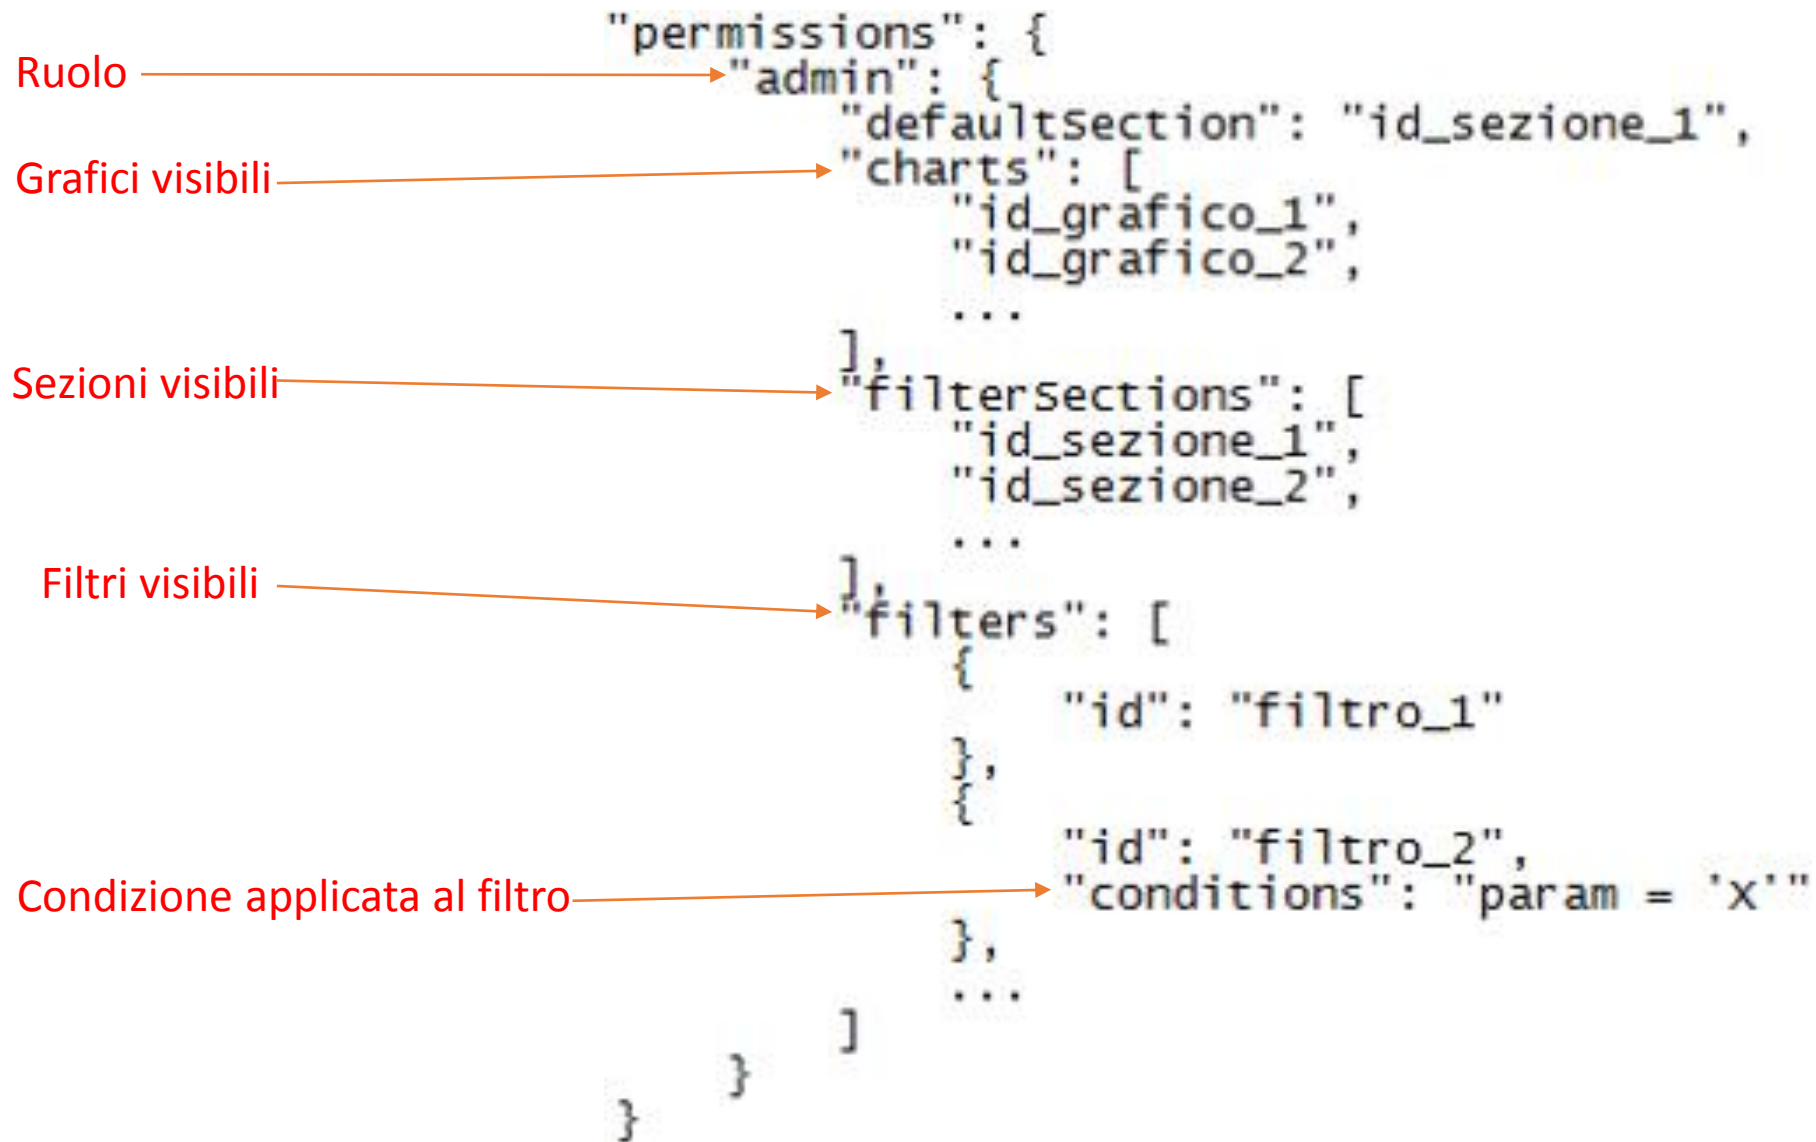 "permissions": {
Ruolo
"admin": {
"defaultSection": "id_sezione_1",
Grafici visibili
"charts": [
"id_grafico_1",
"id_grafico_2",
...
],
Sezioni visibili
"filterSections": [
"id_sezione_1",
"id_sezione_2",
...
],
Filtri visibili
"filters": [
{
"id": "filtro_1"
},
{
"id": "filtro_2",
Condizione applicata al filtro
"conditions": "param = 'X'"
},
...
]
}
}